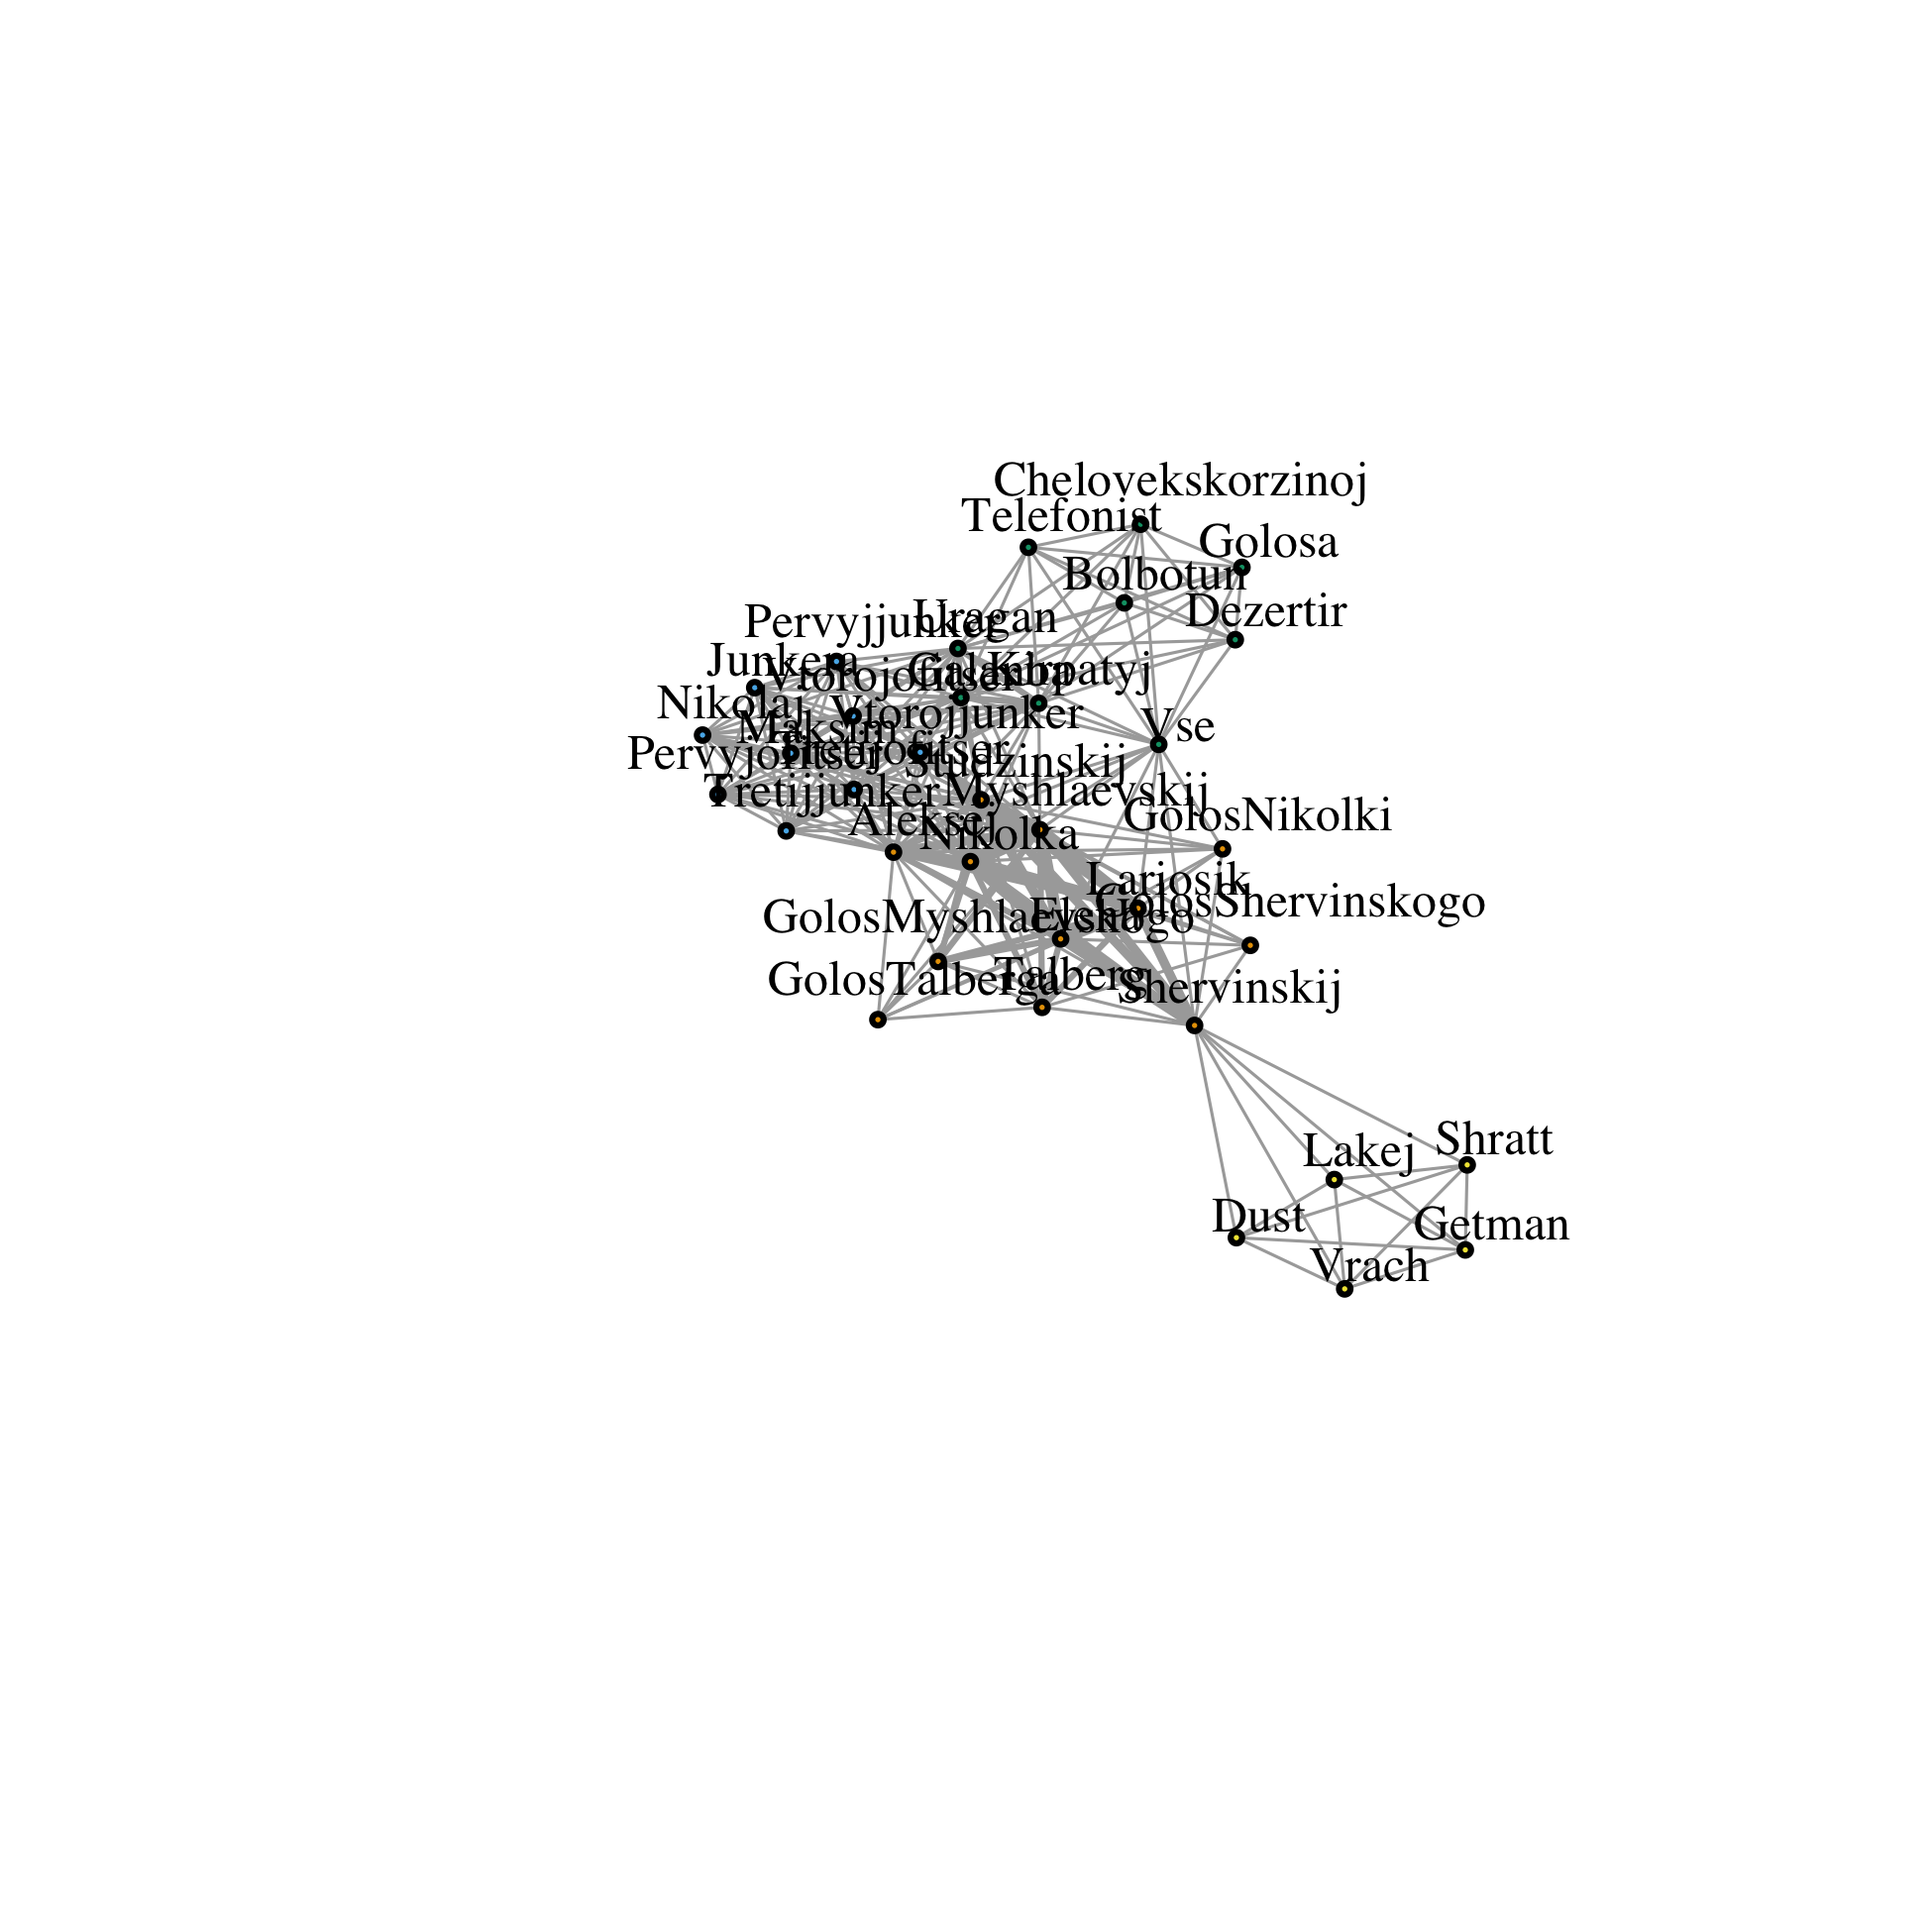 Chelovekskorzinoj
Telefonist
Golosa
Bolbotun
Dezertir
Uragan
Pervyjjunker
Junkera
Vtorojofitser
Galanba
Kirpatyj
Nikolaj
Vtorojjunker
Vse
Maksim
Pervyjofitser
Tretijofitser
Studzinskij
Tretijjunker
Myshlaevskij
GolosNikolki
Aleksej
Nikolka
Lariosik
GolosShervinskogo
GolosMyshlaevskogo
Elena
GolosTalberga
Talberg
Shervinskij
Shratt
Lakej
Dust
Getman
Vrach